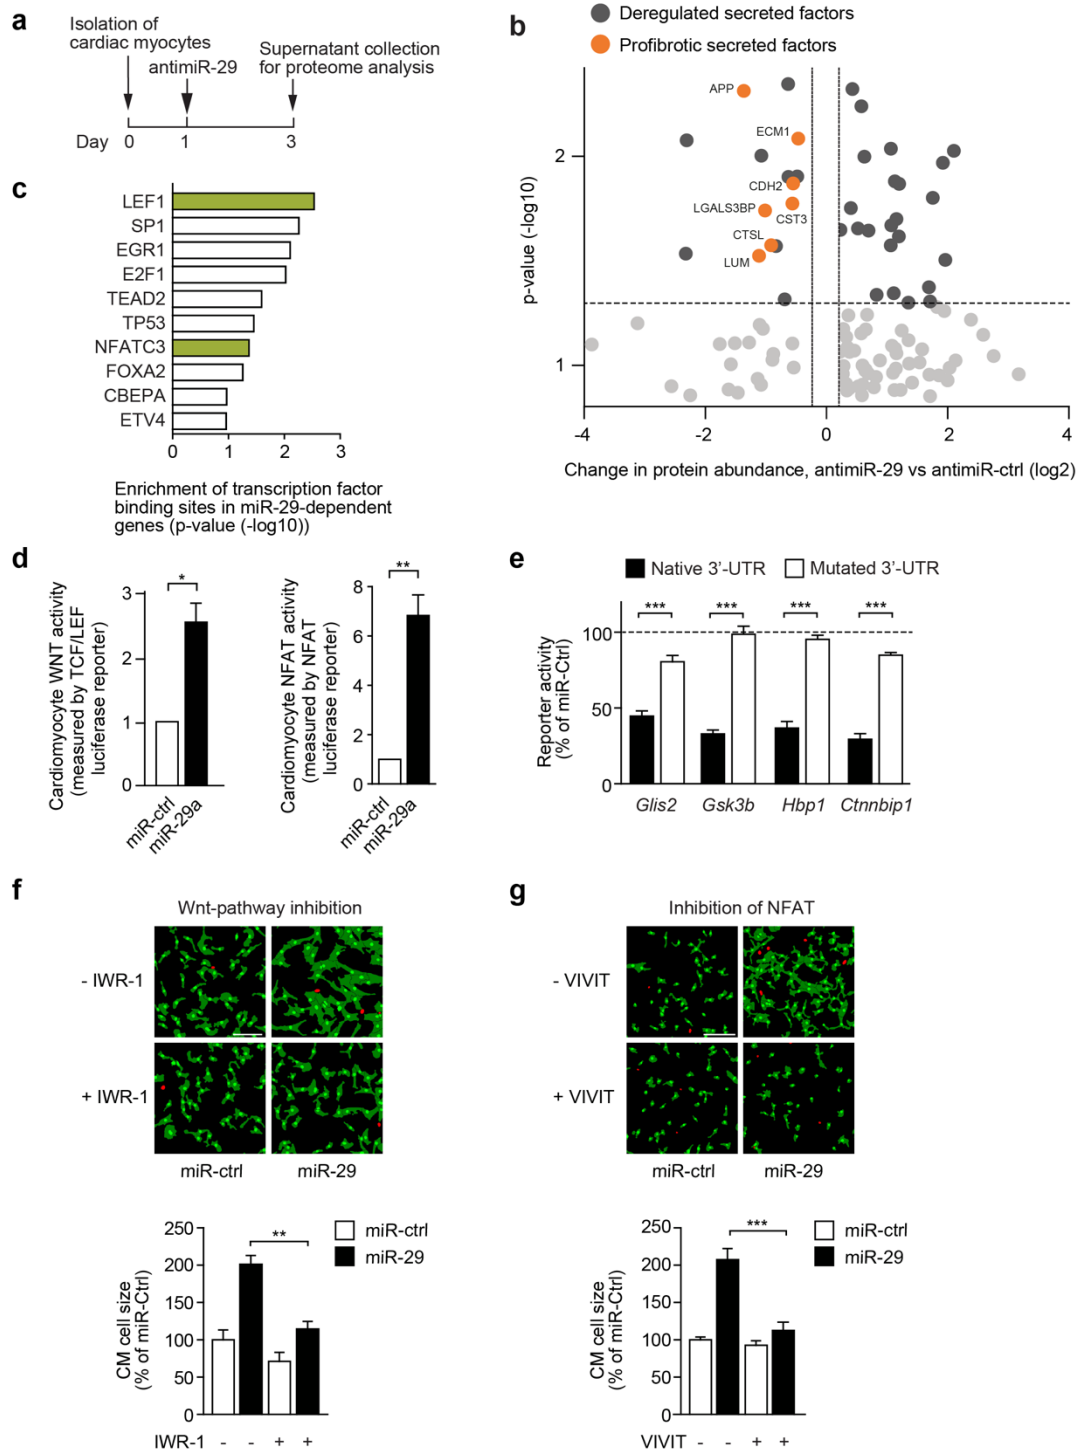 a
Isolation of
cardiac myocytes
antimiR-29
Supernatant collection
for proteome analysis
Day 0 1 3
b
Deregulated secreted factors
Profibrotic secreted factors
APP
ECM1
CDH2
LGALS3BP
CST3
CTSL
LUM
p-value (-log10)
2
1
-4 -2 0 2 4
Change in protein abundance, antimiR-29 vs antimiR-ctrl (log2)
c
LEF1
SP1
EGR1
E2F1
TEAD2
TP53
NFATC3
FOXA2
CBEPA
ETV4
0 1 2 3
Enrichment of transcription factor
binding sites in miR-29-dependent
genes (p-value (-log10))
d
Cardiomyocyte WNT activity
(measured by TCF/LEF
luciferase reporter)
3
2
1
0
*
miR-ctrl
miR-29a
Cardiomyocyte NFAT activity
(measured by NFAT
luciferase reporter)
8
6
4
2
0
**
miR-ctrl
miR-29a
e
Native 3'-UTR Mutated 3'-UTR
Reporter activity
(% of miR-Ctrl)
100
50
0
*** *** *** ***
Glis2 Gsk3b Hbp1 Ctnnbip1
f
Wnt-pathway inhibition
- IWR-1
+ IWR-1
miR-ctrl miR-29
CM cell size
(% of miR-Ctrl)
250
200
150
100
50
0
**
miR-ctrl
miR-29
IWR-1 - - + +
g
Inhibition of NFAT
- VIVIT
+ VIVIT
miR-ctrl miR-29
CM cell size
(% of miR-Ctrl)
250
200
150
100
50
0
***
miR-ctrl
miR-29
VIVIT - - + +